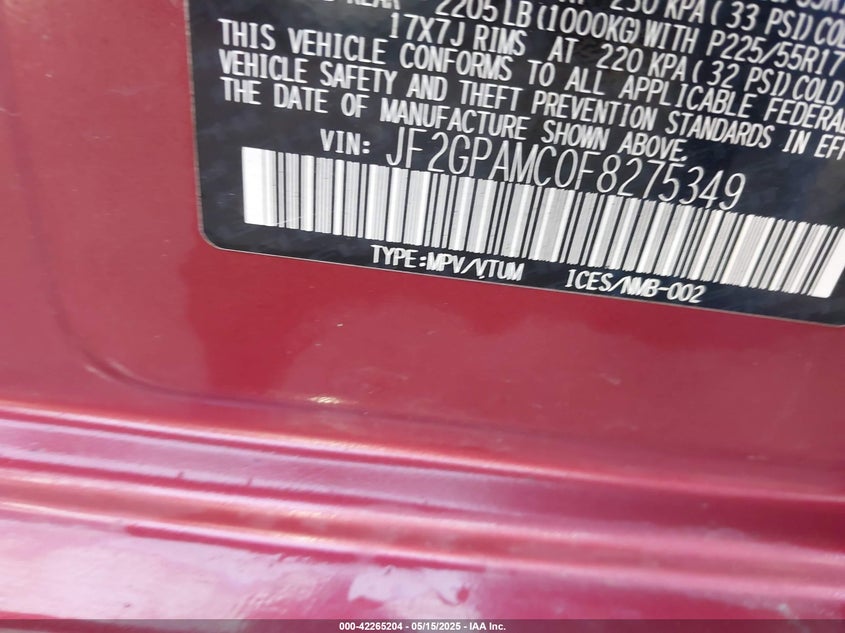 2205 LB (1000KG) WITH P225/55R17
17X7J RIMS AT 220 KPA ( 32 PSI) COLD
THIS VEHICLE CONFORMS TO ALL APPLICABLE FEDERAL
VEHICLE SAFETY AND THEFT PREVENTION STANDARDS IN EFF
THE DATE OF MANUFACTURE SHOWN ABOVE.
VIN: JF2GPAMC0F8275349
TYPE:MPV/VTUM ICES/NMB-002
000-42265204 - 05/15/2025 - IAA Inc.